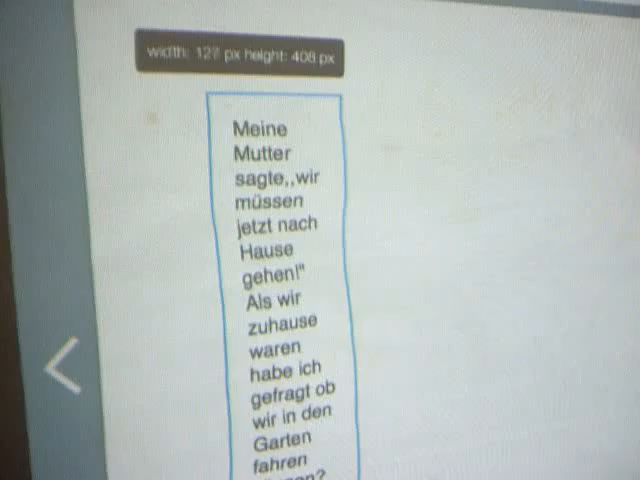 width: 127 px height: 408 px
Meine
Mutter
sagte,,wir
müssen
jetzt nach
Hause
gehen!"
Als wir
zuhause
waren
habe ich
gefragt ob
wir in den
Garten
fahren